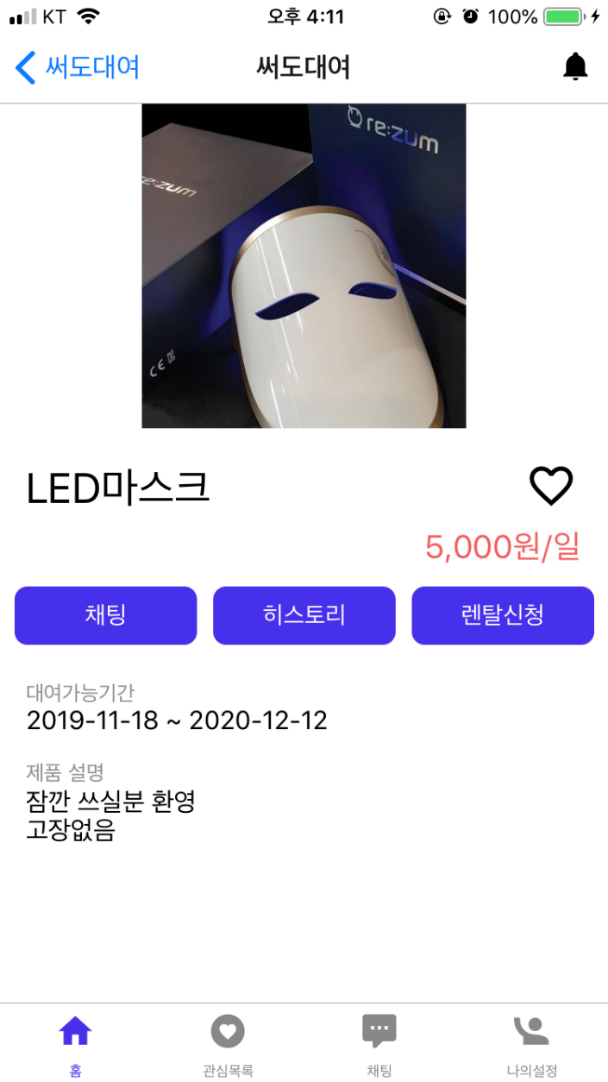 KT
오후 4:11
100%
써도대여
써도대여
re:zum
re:zum
CE
LED마스크
5,000원/일
채팅
히스토리
렌탈신청
대여가능기간
2019-11-18 ~ 2020-12-12
제품 설명
잠깐 쓰실분 환영
고장없음
홈
관심목록
채팅
나의설정